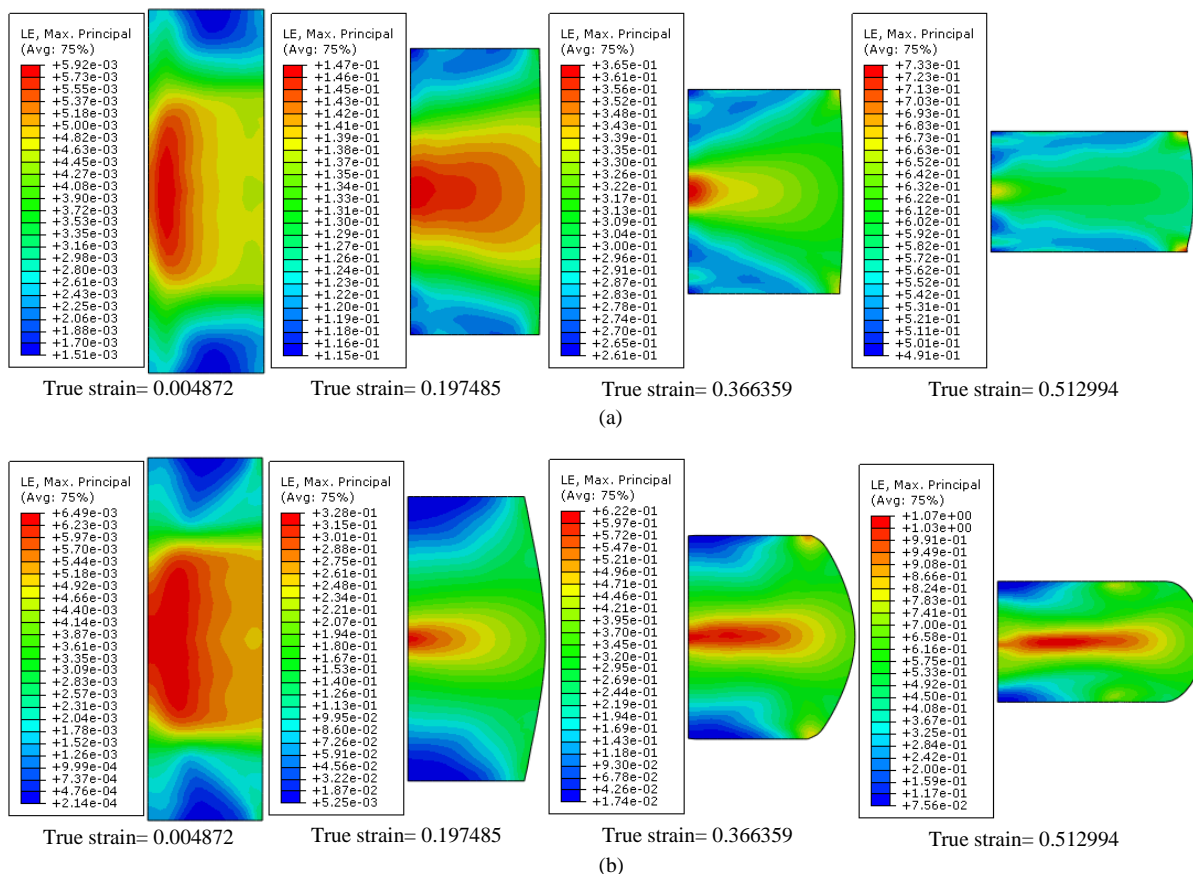 LE, Max. Principal
(Avg: 75%)
+5.92e-03
+5.73e-03
+5.55e-03
+5.37e-03
+5.18e-03
+5.00e-03
+4.82e-03
+4.63e-03
+4.45e-03
+4.27e-03
+4.08e-03
+3.90e-03
+3.72e-03
+3.53e-03
+3.35e-03
+3.16e-03
+2.98e-03
+2.80e-03
+2.61e-03
+2.43e-03
+2.25e-03
+2.06e-03
+1.88e-03
+1.70e-03
+1.51e-03
True strain= 0.004872
LE, Max. Principal
(Avg: 75%)
+1.47e-01
+1.46e-01
+1.45e-01
+1.43e-01
+1.42e-01
+1.41e-01
+1.39e-01
+1.38e-01
+1.37e-01
+1.35e-01
+1.34e-01
+1.33e-01
+1.31e-01
+1.30e-01
+1.29e-01
+1.27e-01
+1.26e-01
+1.24e-01
+1.23e-01
+1.22e-01
+1.20e-01
+1.19e-01
+1.18e-01
+1.16e-01
+1.15e-01
True strain= 0.197485
LE, Max. Principal
(Avg: 75%)
+3.65e-01
+3.61e-01
+3.56e-01
+3.52e-01
+3.48e-01
+3.43e-01
+3.39e-01
+3.35e-01
+3.30e-01
+3.26e-01
+3.22e-01
+3.17e-01
+3.13e-01
+3.09e-01
+3.04e-01
+3.00e-01
+2.96e-01
+2.91e-01
+2.87e-01
+2.83e-01
+2.78e-01
+2.74e-01
+2.70e-01
+2.65e-01
+2.61e-01
True strain= 0.366359
LE, Max. Principal
(Avg: 75%)
+7.33e-01
+7.23e-01
+7.13e-01
+7.03e-01
+6.93e-01
+6.83e-01
+6.73e-01
+6.63e-01
+6.52e-01
+6.42e-01
+6.32e-01
+6.22e-01
+6.12e-01
+6.02e-01
+5.92e-01
+5.82e-01
+5.72e-01
+5.62e-01
+5.52e-01
+5.42e-01
+5.31e-01
+5.21e-01
+5.11e-01
+5.01e-01
+4.91e-01
True strain= 0.512994
(a)
LE, Max. Principal
(Avg: 75%)
+6.49e-03
+6.23e-03
+5.97e-03
+5.70e-03
+5.44e-03
+5.18e-03
+4.92e-03
+4.66e-03
+4.40e-03
+4.14e-03
+3.87e-03
+3.61e-03
+3.35e-03
+3.09e-03
+2.83e-03
+2.57e-03
+2.31e-03
+2.04e-03
+1.78e-03
+1.52e-03
+1.26e-03
+9.99e-04
+7.37e-04
+4.76e-04
+2.14e-04
True strain= 0.004872
LE, Max. Principal
(Avg: 75%)
+3.28e-01
+3.15e-01
+3.01e-01
+2.88e-01
+2.75e-01
+2.61e-01
+2.48e-01
+2.34e-01
+2.21e-01
+2.07e-01
+1.94e-01
+1.80e-01
+1.67e-01
+1.53e-01
+1.40e-01
+1.26e-01
+1.13e-01
+9.95e-02
+8.60e-02
+7.26e-02
+5.91e-02
+4.56e-02
+3.22e-02
+1.87e-02
+5.25e-03
True strain= 0.197485
LE, Max. Principal
(Avg: 75%)
+6.22e-01
+5.97e-01
+5.72e-01
+5.47e-01
+5.21e-01
+4.96e-01
+4.71e-01
+4.46e-01
+4.21e-01
+3.95e-01
+3.70e-01
+3.45e-01
+3.20e-01
+2.95e-01
+2.69e-01
+2.44e-01
+2.19e-01
+1.94e-01
+1.69e-01
+1.43e-01
+1.18e-01
+9.30e-02
+6.78e-02
+4.26e-02
+1.74e-02
True strain= 0.366359
LE, Max. Principal
(Avg: 75%)
+1.07e+00
+1.03e+00
+9.91e-01
+9.49e-01
+9.08e-01
+8.66e-01
+8.24e-01
+7.83e-01
+7.41e-01
+7.00e-01
+6.58e-01
+6.16e-01
+5.75e-01
+5.33e-01
+4.92e-01
+4.50e-01
+4.08e-01
+3.67e-01
+3.25e-01
+2.84e-01
+2.42e-01
+2.00e-01
+1.59e-01
+1.17e-01
+7.56e-02
True strain= 0.512994
(b)